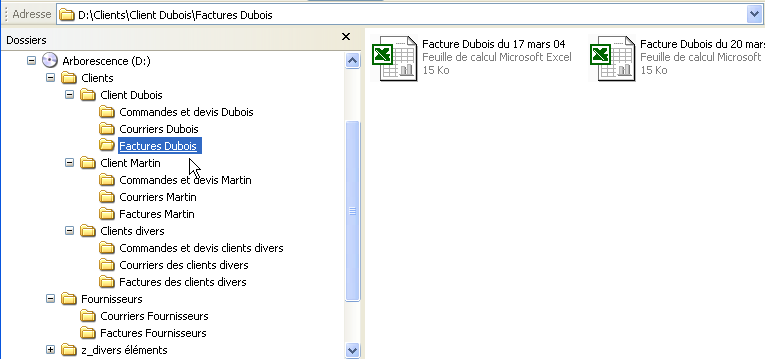 Adresse D:\Clients\Client Dubois\Factures Dubois
Dossiers
Arborescence (D:)
Clients
Client Dubois
Commandes et devis Dubois
Courriers Dubois
Factures Dubois
Client Martin
Commandes et devis Martin
Courriers Martin
Factures Martin
Clients divers
Commandes et devis clients divers
Courriers des clients divers
Factures des clients divers
Fournisseurs
Courriers Fournisseurs
Factures Fournisseurs
z_divers éléments
Facture Dubois du 17 mars 04
Feuille de calcul Microsoft Excel
15 Ko
Facture Dubois du 20 mars
Feuille de calcul Microsoft
15 Ko